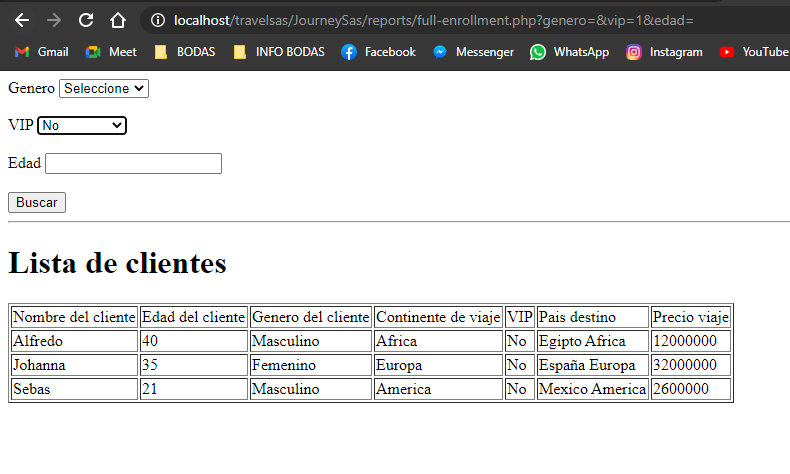 localhost/travelsas/JourneySas/reports/full-enrollment.php?genero=&vip=1&edad=
Gmail Meet BODAS INFO BODAS Facebook Messenger WhatsApp Instagram YouTube
Genero Seleccione
VIP No
Edad
Buscar
Lista de clientes
Nombre del cliente Edad del cliente Genero del cliente Continente de viaje VIP Pais destino Precio viaje
Alfredo 40 Masculino Africa No Egipto Africa 12000000
Johanna 35 Femenino Europa No España Europa 32000000
Sebas 21 Masculino America No Mexico America 2600000